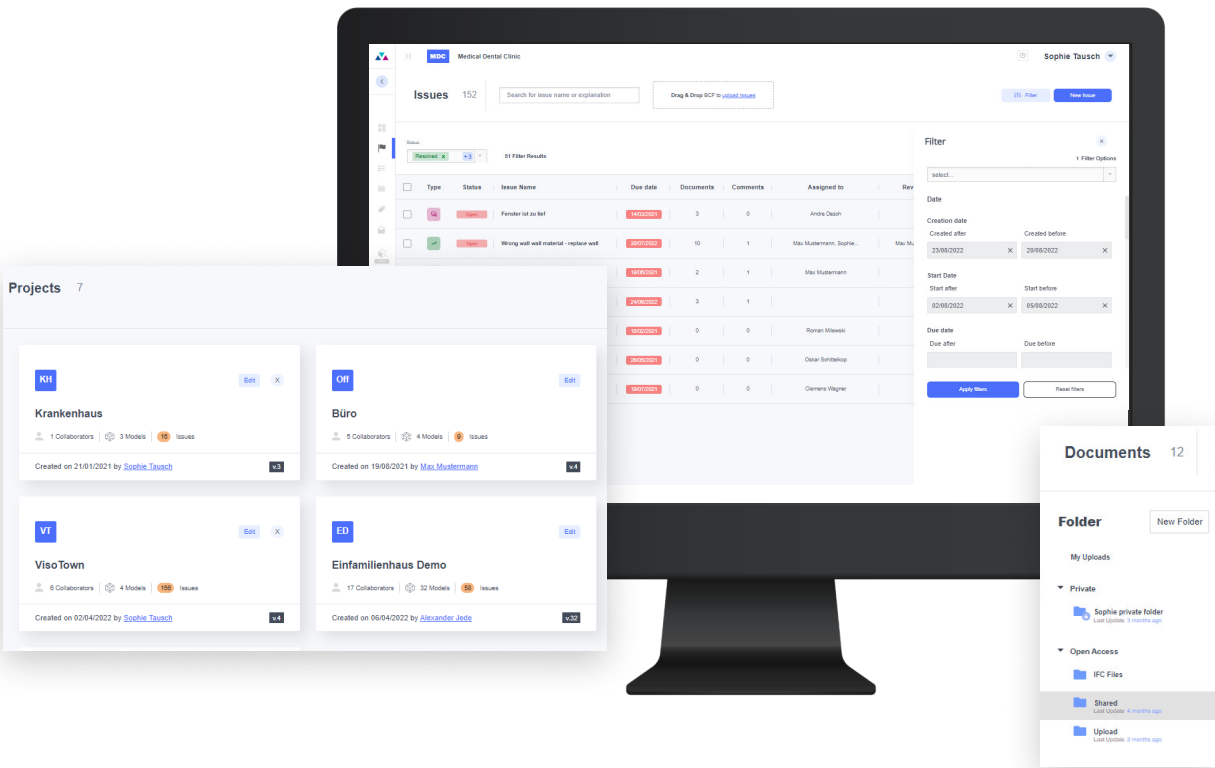 MDC Medical Dental Clinic
Sophie Tausch
Issues 152
Search for issue name or explanation
Drag & Drop BCF to upload Issues
Filter
New Issue
Status
Resolved x +3
51 Filter Results
Type Status Issue Name Due date Documents Comments Assigned to Rev
Open Fenster ist zu tief 14/03/2021 3 0 Andre Desch
Open Wrong wall wall material - replace wall 20/07/2022 10 1 Max Mustermann, Sophie... Max Mu
19/08/2021 2 1 Max Mustermann
24/08/2022 3 1
0 0 Roman Milewski
0 0 Oskar Schittelkop
19/07/2021 0 0 Clemens Wagner
Filter
1 Filter Options
select...
Date
Creation date
Created after Created before
23/08/2022 29/08/2022
Start Date
Start after Start before
02/08/2022 05/08/2022
Due date
Due after Due before
Apply filters Reset filters
Projects 7
KH Edit X
Krankenhaus
1 Collaborators 3 Models 16 Issues
Created on 21/01/2021 by Sophie Tausch v.3
Off Edit
Büro
5 Collaborators 4 Models 9 Issues
Created on 19/08/2021 by Max Mustermann v.4
VT Edit X
VisoTown
6 Collaborators 4 Models 156 Issues
Created on 02/04/2022 by Sophie Tausch v.4
ED Edit
Einfamilienhaus Demo
17 Collaborators 32 Models 58 Issues
Created on 06/04/2022 by Alexander Jede v.32
Documents 12
Folder New Folder
My Uploads
Private
Sophie private folder
Last Update 3 months ago
Open Access
IFC Files
Shared
Last Update 4 months ago
Upload
Last Update 2 months ago